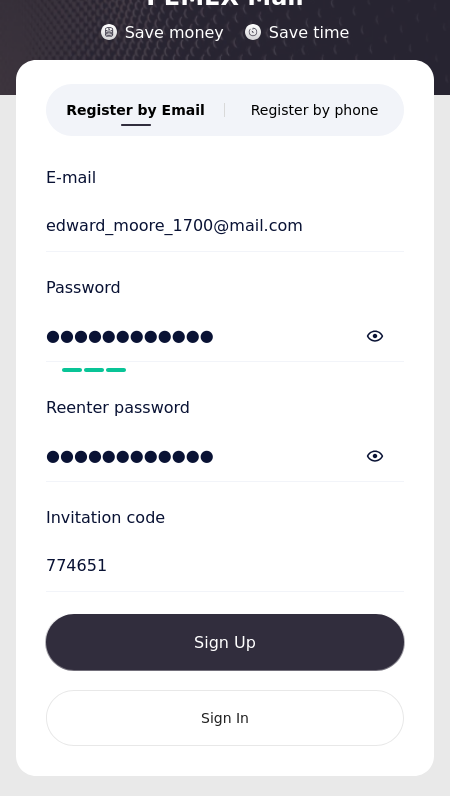 Save money Save time
Register by Email Register by phone
E-mail
edward_moore_1700@mail.com
Password
●●●●●●●●●●●●
Reenter password
●●●●●●●●●●●●
Invitation code
774651
Sign Up
Sign In